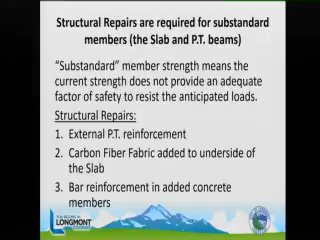 Structural Repairs are required for substandard
members (the Slab and P.T. beams)
“Substandard” member strength means the
current strength does not provide an adequate
factor of safety to resist the anticipated loads.
Structural Repairs:
1. External P.T. reinforcement
2. Carbon Fiber Fabric added to underside of
the Slab
3. Bar reinforcement in added concrete
members
LONGMONT